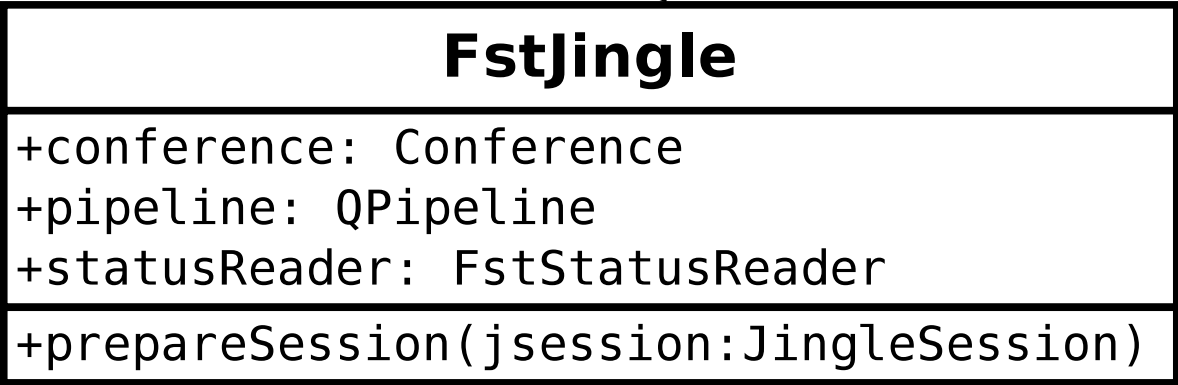 FstJingle
+conference: Conference
+pipeline: QPipeline
+statusReader: FstStatusReader
+prepareSession(jsession:JingleSession)